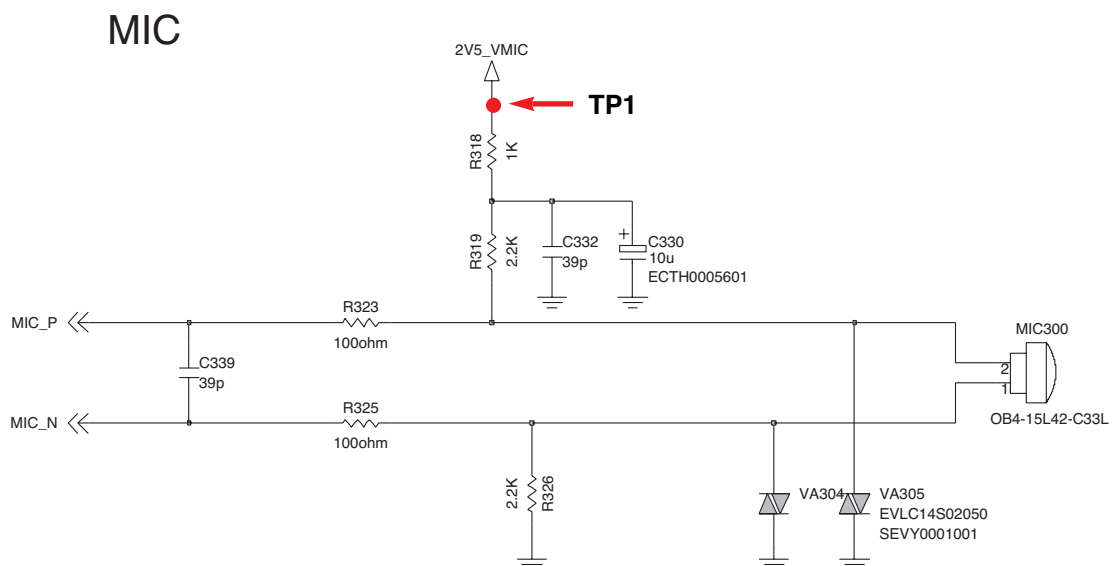 MIC
2V5_VMIC
TP1
R318
1K
R319
2.2K
C332
39p
+
C330
10u
ECTH0005601
MIC_P
R323
100ohm
MIC300
2
1
OB4-15L42-C33L
C339
39p
MIC_N
R325
100ohm
2.2K
R326
VA304
VA305
EVLC14S02050
SEVY0001001